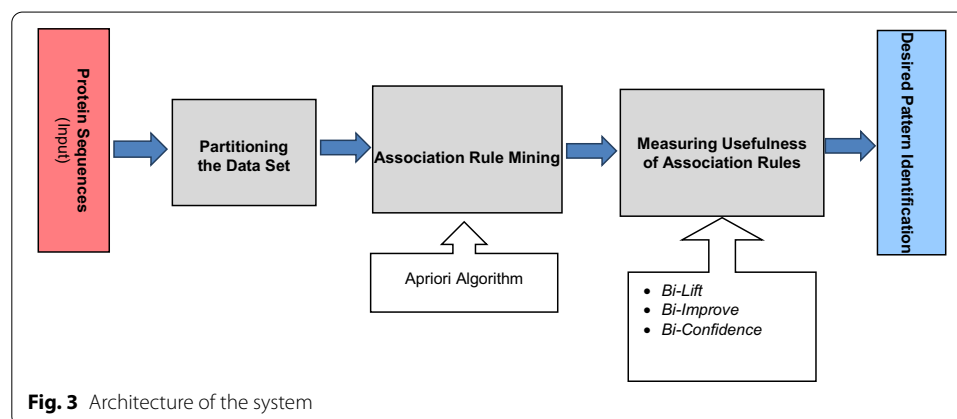 Protein Sequences
(Input)
Partitioning
the Data Set
Association Rule Mining
Measuring Usefulness
of Association Rules
Desired Pattern Identification
Apriori Algorithm
• Bi-Lift
• Bi-Improve
• Bi-Confidence
Fig. 3 Architecture of the system